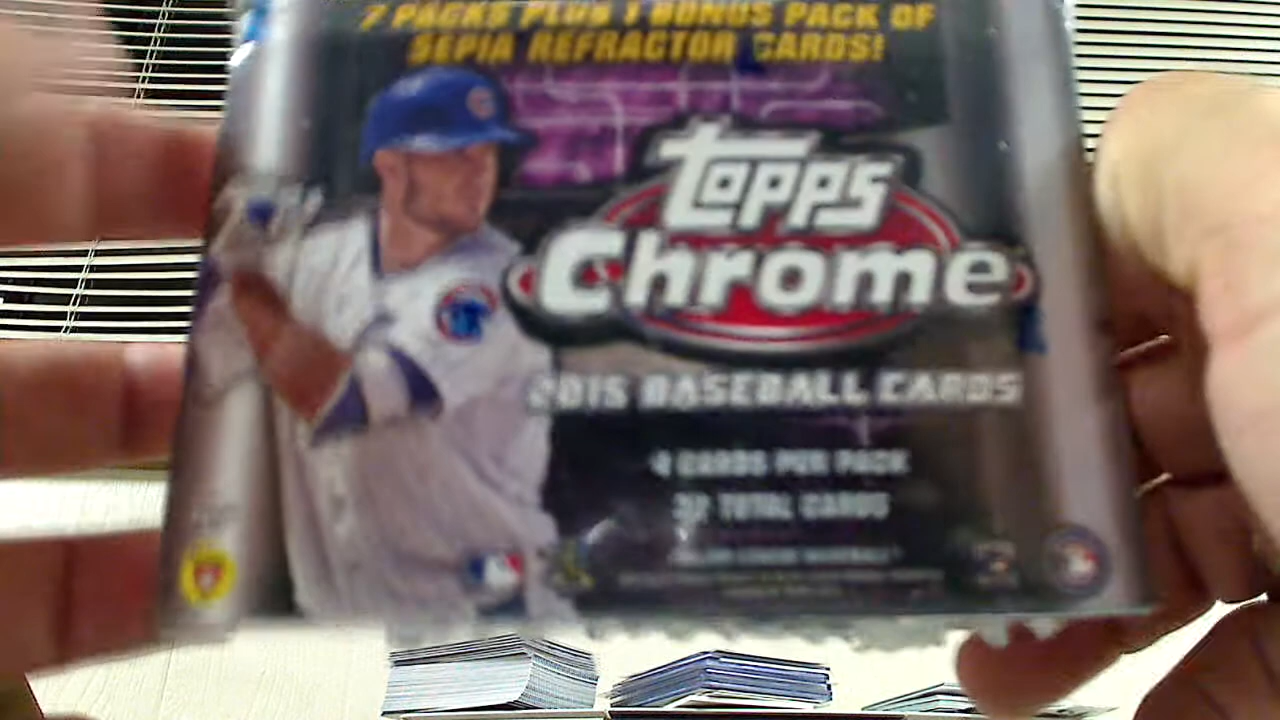 7 PACKS PLUS 1 BONUS PACK OF
SEPIA REFRACTOR CARDS!
Topps
Chrome
2015 BASEBALL CARDS
4 CARDS PER PACK
32 TOTAL CARDS